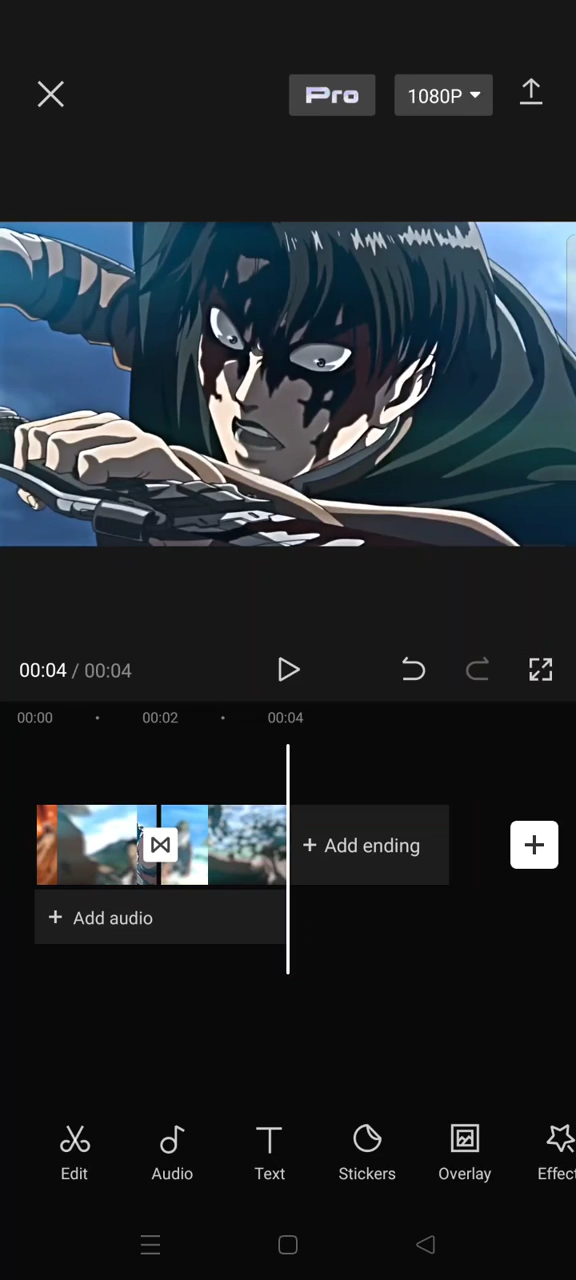 Pro
1080P
00:04 / 00:04
00:00
00:02
00:04
+ Add ending
+ Add audio
Edit
Audio
Text
Stickers
Overlay
Effect